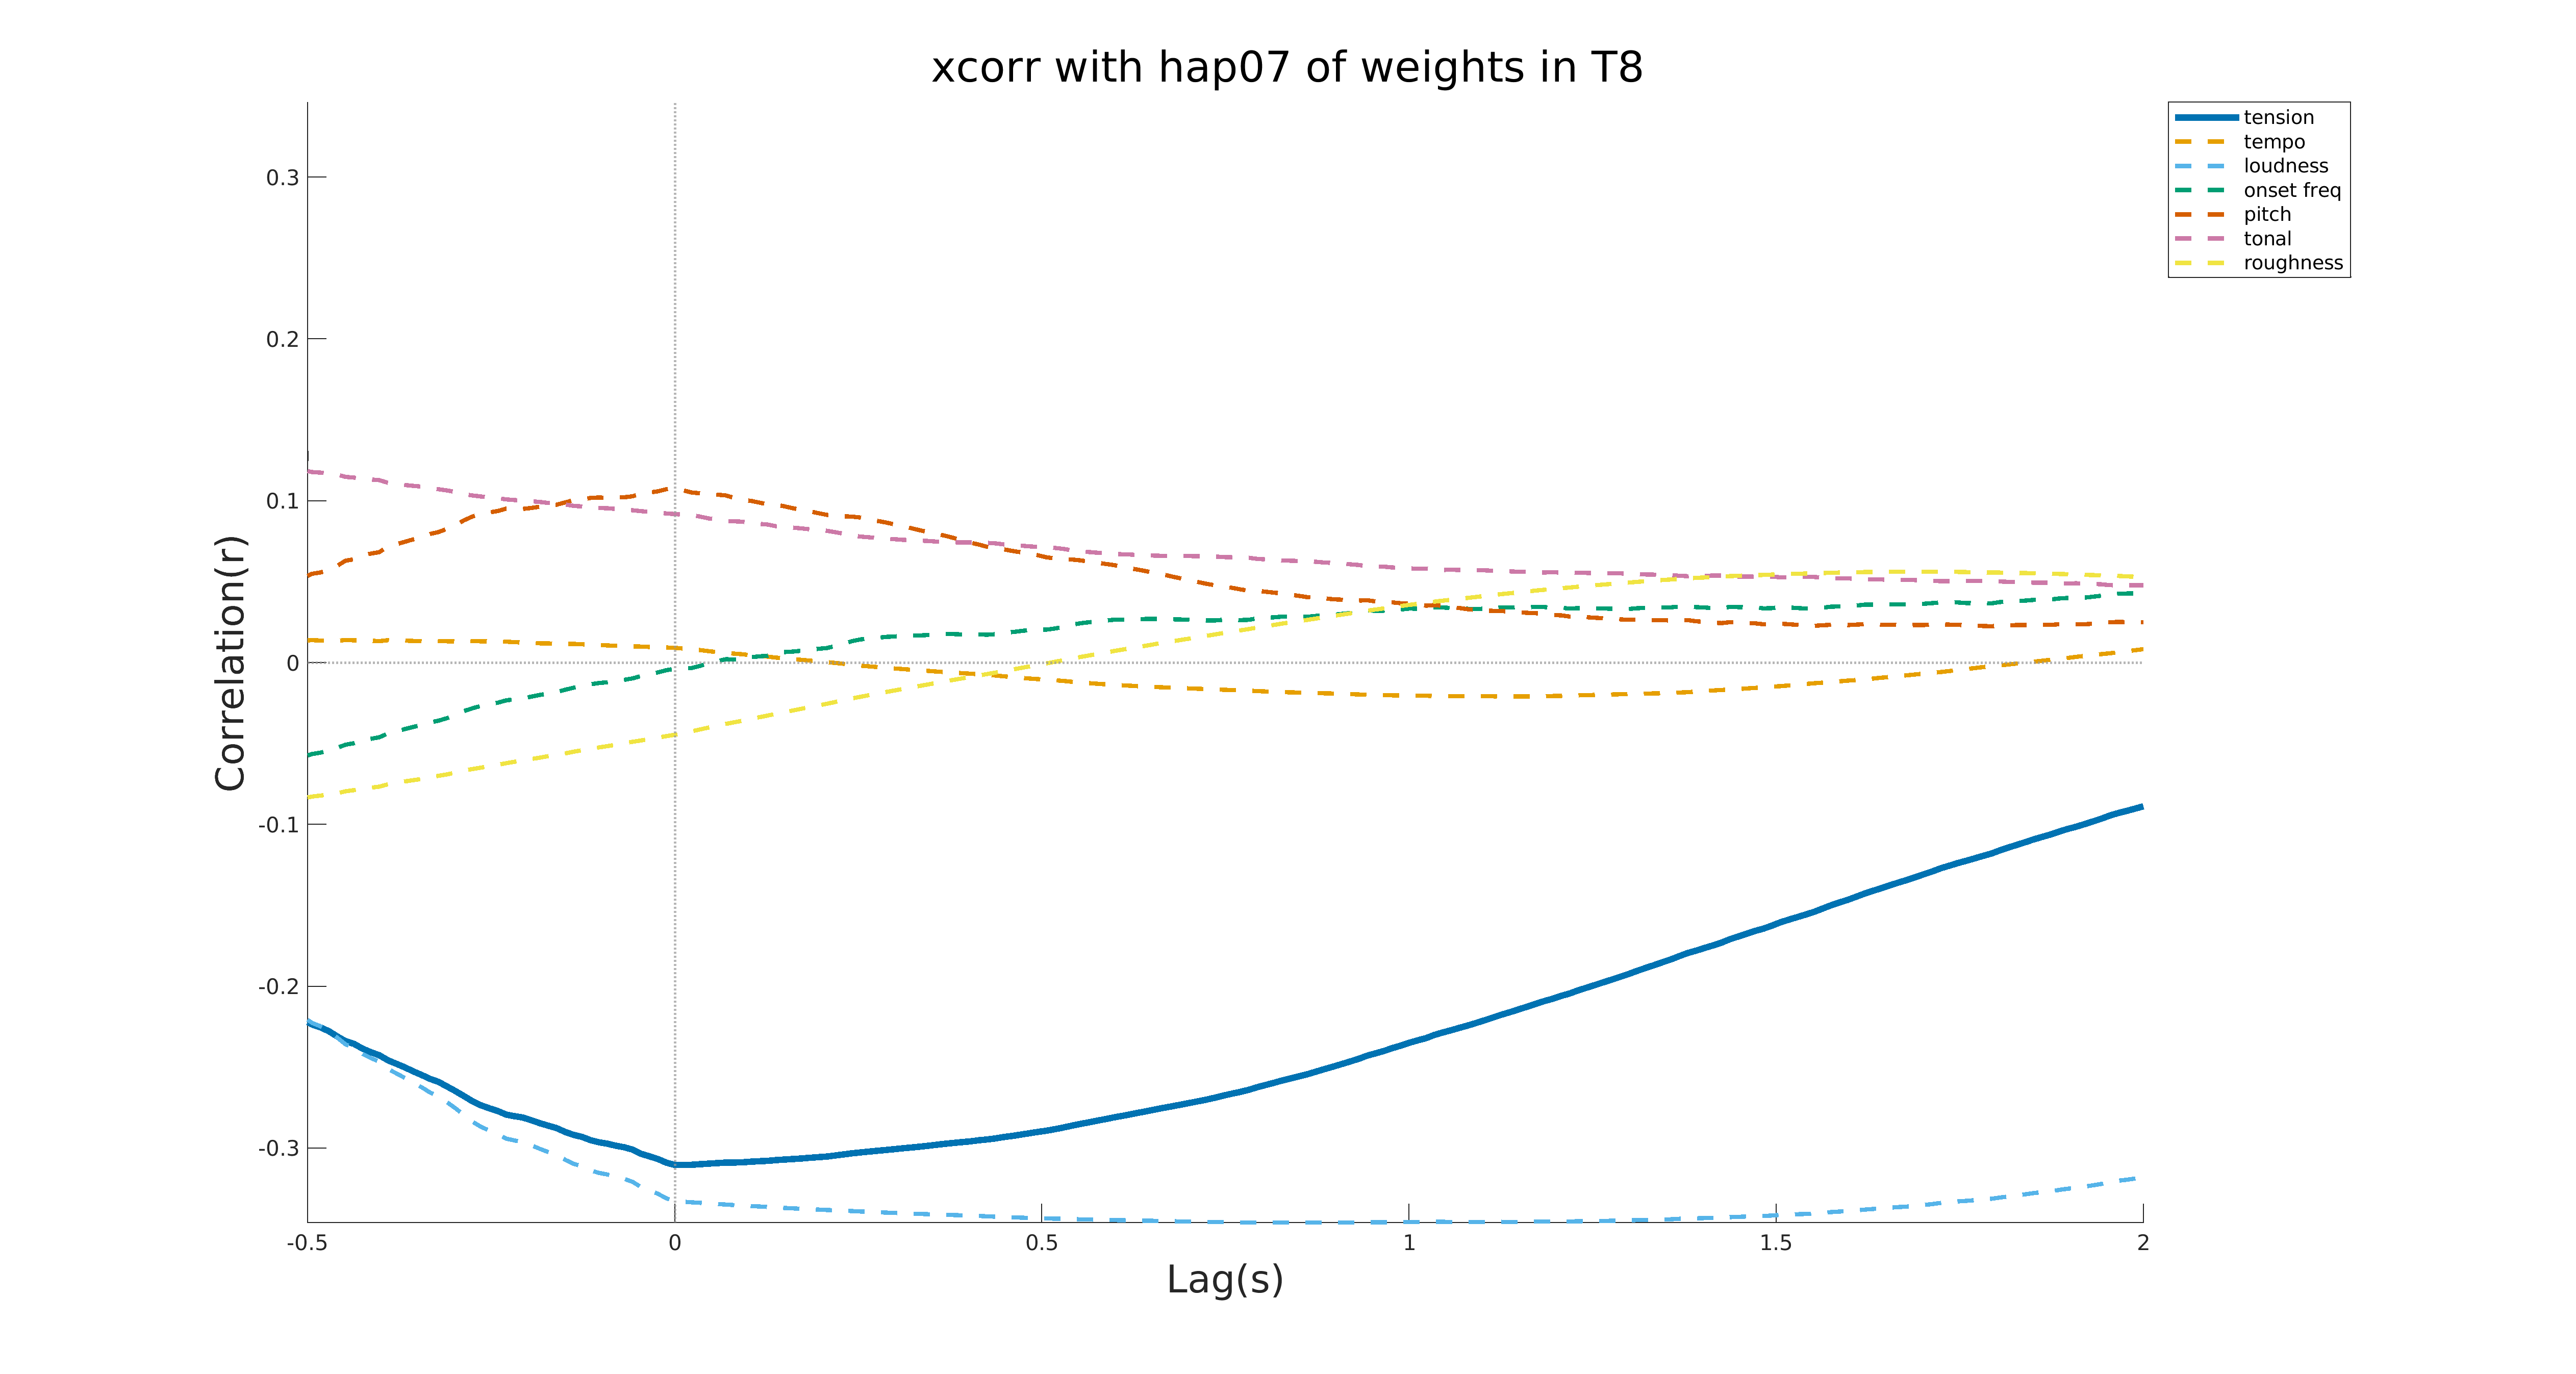 xcorr with hap07 of weights in T8
tension
tempo
loudness
onset freq
pitch
tonal
roughness
Correlation(r)
0.3
0.2
0.1
0
-0.1
-0.2
-0.3
-0.5 0 0.5 1 1.5 2
Lag(s)